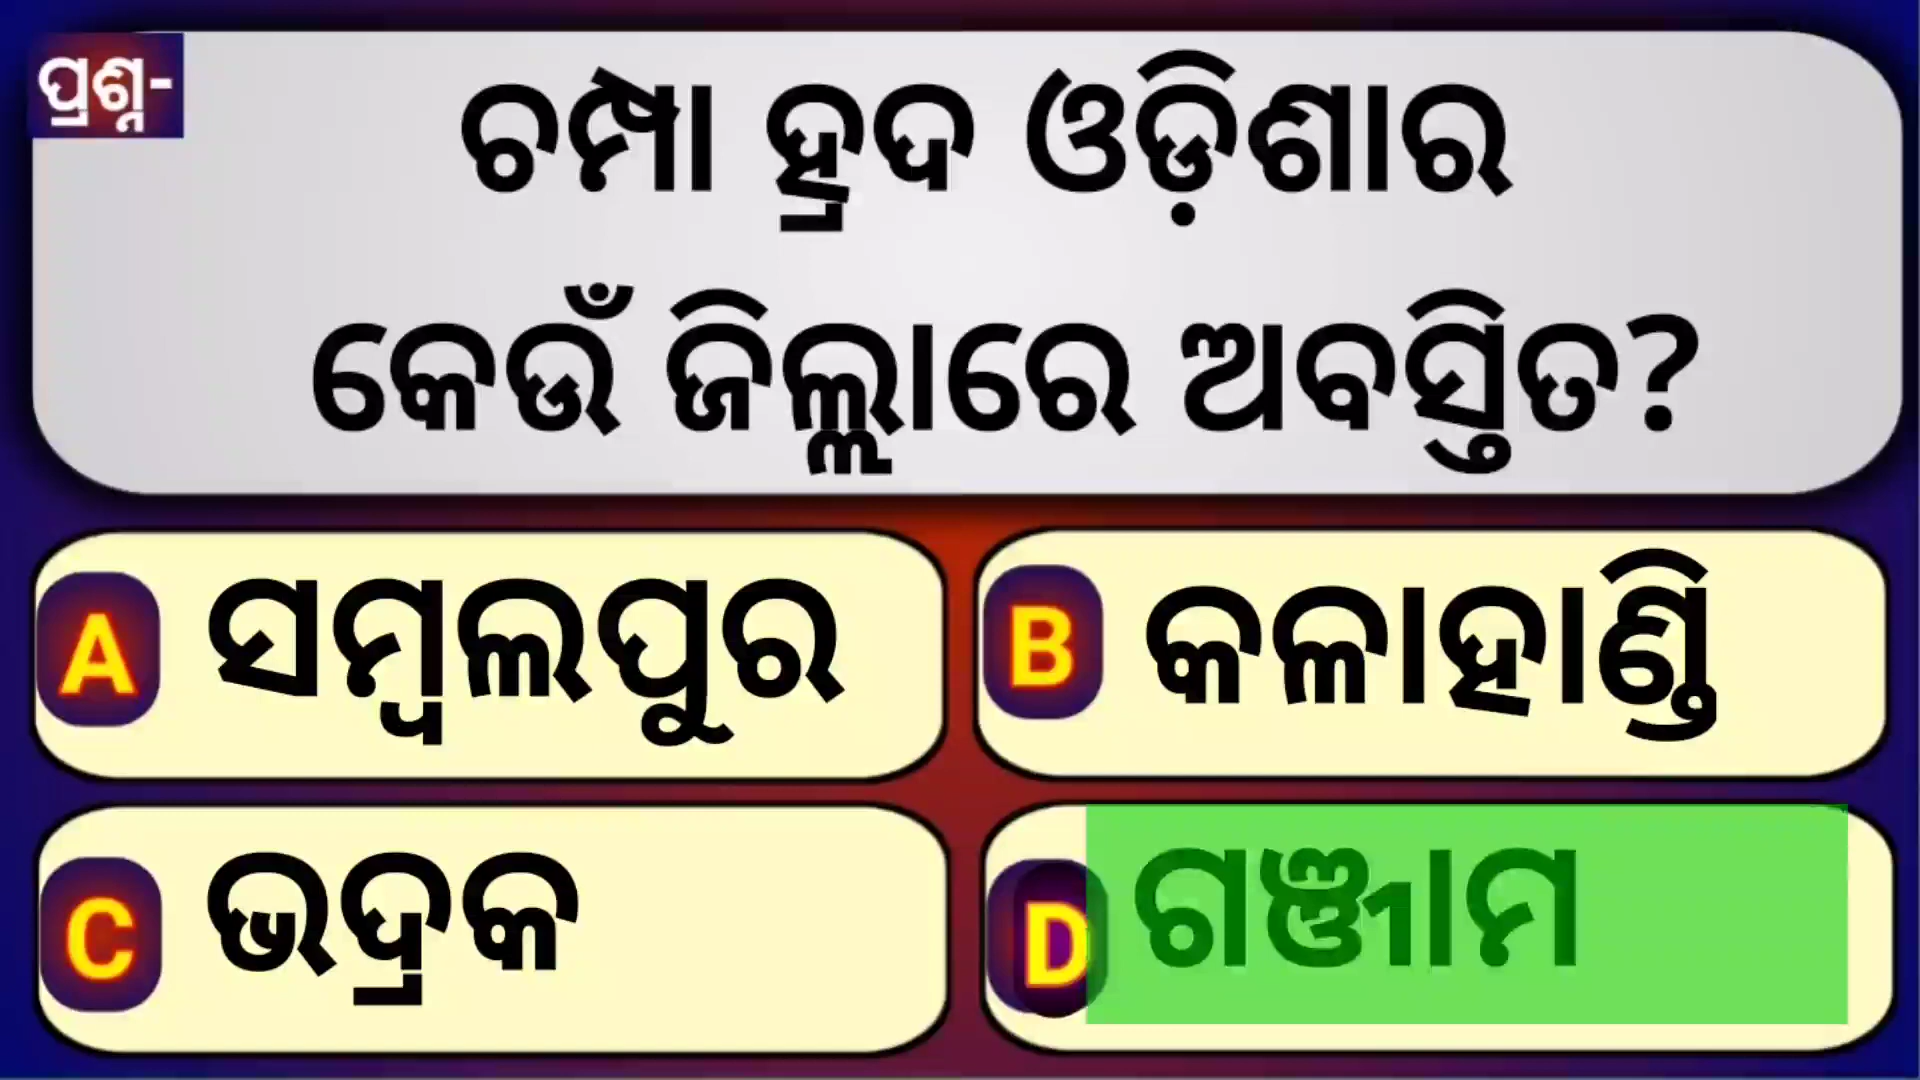 ପ୍ରଶ୍ନ-
ଚମ୍ପା ହ୍ରଦ ଓଡ଼ିଶାର
କେଉଁ ଜିଲ୍ଲାରେ ଅବସ୍ତିତ?
A ସମ୍ବଲପୁର
B କଳାହାଣ୍ଡି
C ଭଦ୍ରକ
D ଗଞ୍ଜାମ